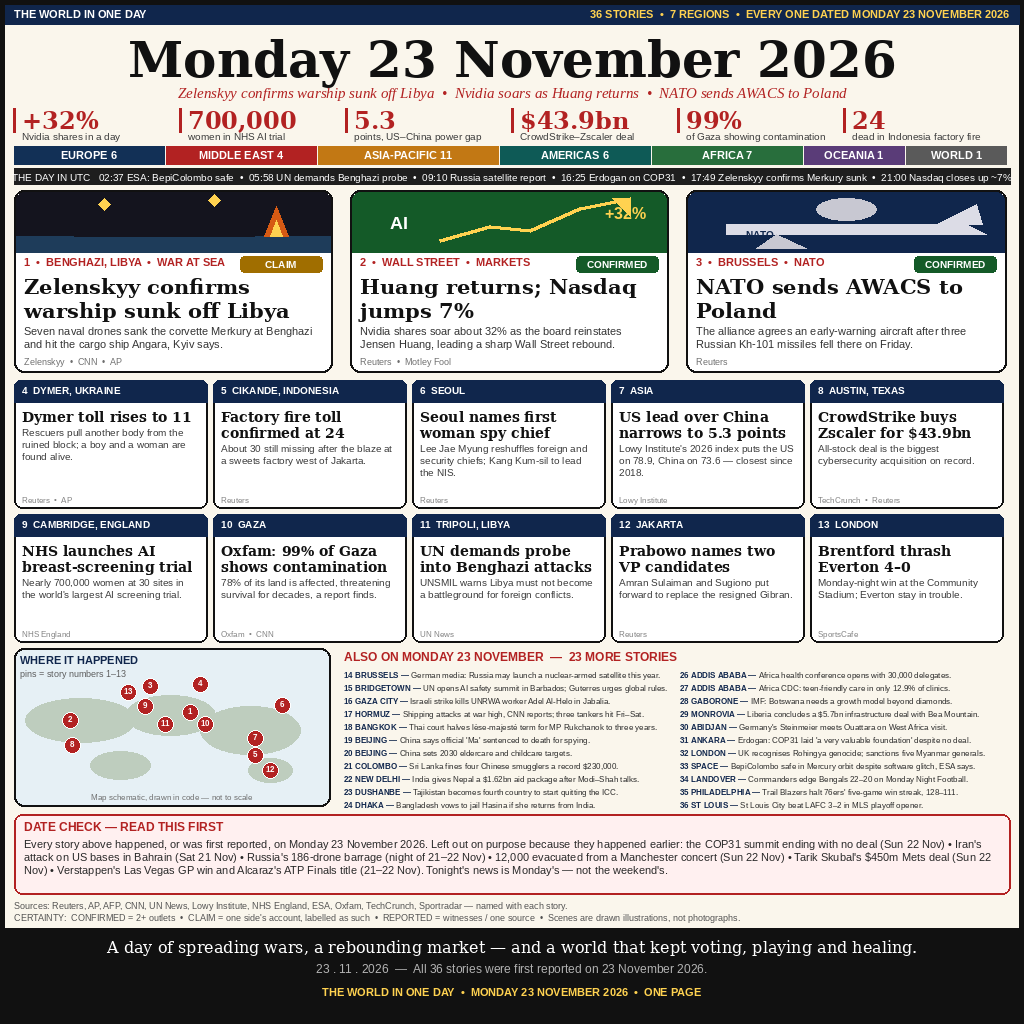 THE WORLD IN ONE DAY
36 STORIES • 7 REGIONS • EVERY ONE DATED MONDAY 23 NOVEMBER 2026
Monday 23 November 2026
Zelenskyy confirms warship sunk off Libya • Nvidia soars as Huang returns • NATO sends AWACS to Poland
+32%
Nvidia shares in a day
700,000
women in NHS AI trial
5.3
points, US–China power gap
$43.9bn
CrowdStrike–Zscaler deal
99%
of Gaza showing contamination
24
dead in Indonesia factory fire
EUROPE 6
MIDDLE EAST 4
ASIA-PACIFIC 11
AMERICAS 6
AFRICA 7
OCEANIA 1
WORLD 1
THE DAY IN UTC 02:37 ESA: BepiColombo safe • 05:58 UN demands Benghazi probe • 09:10 Russia satellite report • 16:25 Erdogan on COP31 • 17:49 Zelenskyy confirms Merkury sunk • 21:00 Nasdaq closes up ~7%
1 • BENGHAZI, LIBYA • WAR AT SEA
CLAIM
Zelenskyy confirms
warship sunk off Libya
Seven naval drones sank the corvette Merkury at Benghazi
and hit the cargo ship Angara, Kyiv says.
Zelenskyy • CNN • AP
AI
+32%
2 • WALL STREET • MARKETS
CONFIRMED
Huang returns; Nasdaq
jumps 7%
Nvidia shares soar about 32% as the board reinstates
Jensen Huang, leading a sharp Wall Street rebound.
Reuters • Motley Fool
NATO
3 • BRUSSELS • NATO
CONFIRMED
NATO sends AWACS to
Poland
The alliance agrees an early-warning aircraft after three
Russian Kh-101 missiles fell there on Friday.
Reuters
4 DYMER, UKRAINE
Dymer toll rises to 11
Rescuers pull another body from the
ruined block; a boy and a woman are
found alive.
Reuters • AP
5 CIKANDE, INDONESIA
Factory fire toll
confirmed at 24
About 30 still missing after the blaze at
a sweets factory west of Jakarta.
Reuters
6 SEOUL
Seoul names first
woman spy chief
Lee Jae Myung reshuffles foreign and
security chiefs; Kang Kum-sil to lead
the NIS.
Reuters
7 ASIA
US lead over China
narrows to 5.3 points
Lowy Institute's 2026 index puts the US
on 78.9, China on 73.6 — closest since
2018.
Lowy Institute
8 AUSTIN, TEXAS
CrowdStrike buys
Zscaler for $43.9bn
All-stock deal is the biggest
cybersecurity acquisition on record.
TechCrunch • Reuters
9 CAMBRIDGE, ENGLAND
NHS launches AI
breast-screening trial
Nearly 700,000 women at 30 sites in
the world's largest AI screening trial.
NHS England
10 GAZA
Oxfam: 99% of Gaza
shows contamination
78% of its land is affected, threatening
survival for decades, a report finds.
Oxfam • CNN
11 TRIPOLI, LIBYA
UN demands probe
into Benghazi attacks
UNSMIL warns Libya must not become
a battleground for foreign conflicts.
UN News
12 JAKARTA
Prabowo names two
VP candidates
Amran Sulaiman and Sugiono put
forward to replace the resigned Gibran.
Reuters
13 LONDON
Brentford thrash
Everton 4–0
Monday-night win at the Community
Stadium; Everton stay in trouble.
SportsCafe
WHERE IT HAPPENED
pins = story numbers 1–13
13
3
4
9
1
6
2
11
10
8
7
5
12
Map schematic, drawn in code — not to scale
ALSO ON MONDAY 23 NOVEMBER — 23 MORE STORIES
14 BRUSSELS — German media: Russia may launch a nuclear-armed satellite this year.
15 BRIDGETOWN — UN opens AI safety summit in Barbados; Guterres urges global rules.
16 GAZA CITY — Israeli strike kills UNRWA worker Adel Al-Helo in Jabalia.
17 HORMUZ — Shipping attacks at war high, CNN reports; three tankers hit Fri–Sat.
18 BANGKOK — Thai court halves lese-majeste term for MP Rukchanok to three years.
19 BEIJING — China says official 'Ma' sentenced to death for spying.
20 BEIJING — China sets 2030 eldercare and childcare targets.
21 COLOMBO — Sri Lanka fines four Chinese smugglers a record $230,000.
22 NEW DELHI — India gives Nepal a $1.62bn aid package after Modi–Shah talks.
23 DUSHANBE — Tajikistan becomes fourth country to start quitting the ICC.
24 DHAKA — Bangladesh vows to jail Hasina if she returns from India.
26 ADDIS ABABA — Africa health conference opens with 30,000 delegates.
27 ADDIS ABABA — Africa CDC: teen-friendly care in only 12.9% of clinics.
28 GABORONE — IMF: Botswana needs a growth model beyond diamonds.
29 MONROVIA — Liberia concludes a $5.7bn infrastructure deal with Bea Mountain.
30 ABIDJAN — Germany's Steinmeier meets Ouattara on West Africa visit.
31 ANKARA — Erdogan: COP31 laid 'a very valuable foundation' despite no deal.
32 LONDON — UK recognises Rohingya genocide; sanctions five Myanmar generals.
33 SPACE — BepiColombo safe in Mercury orbit despite software glitch, ESA says.
34 LANDOVER — Commanders edge Bengals 22–20 on Monday Night Football.
35 PHILADELPHIA — Trail Blazers halt 76ers' five-game win streak, 128–111.
36 ST LOUIS — St Louis City beat LAFC 3–2 in MLS playoff opener.
DATE CHECK — READ THIS FIRST
Every story above happened, or was first reported, on Monday 23 November 2026. Left out on purpose because they happened earlier: the COP31 summit ending with no deal (Sun 22 Nov) • Iran's
attack on US bases in Bahrain (Sat 21 Nov) • Russia's 186-drone barrage (night of 21–22 Nov) • 12,000 evacuated from a Manchester concert (Sun 22 Nov) • Tarik Skubal's $450m Mets deal (Sun 22
Nov) • Verstappen's Las Vegas GP win and Alcaraz's ATP Finals title (21–22 Nov). Tonight's news is Monday's — not the weekend's.
Sources: Reuters, AP, AFP, CNN, UN News, Lowy Institute, NHS England, ESA, Oxfam, TechCrunch, Sportradar — named with each story.
CERTAINTY: CONFIRMED = 2+ outlets • CLAIM = one side's account, labelled as such • REPORTED = witnesses / one source • Scenes are drawn illustrations, not photographs.
A day of spreading wars, a rebounding market — and a world that kept voting, playing and healing.
23 . 11 . 2026 — All 36 stories were first reported on 23 November 2026.
THE WORLD IN ONE DAY • MONDAY 23 NOVEMBER 2026 • ONE PAGE